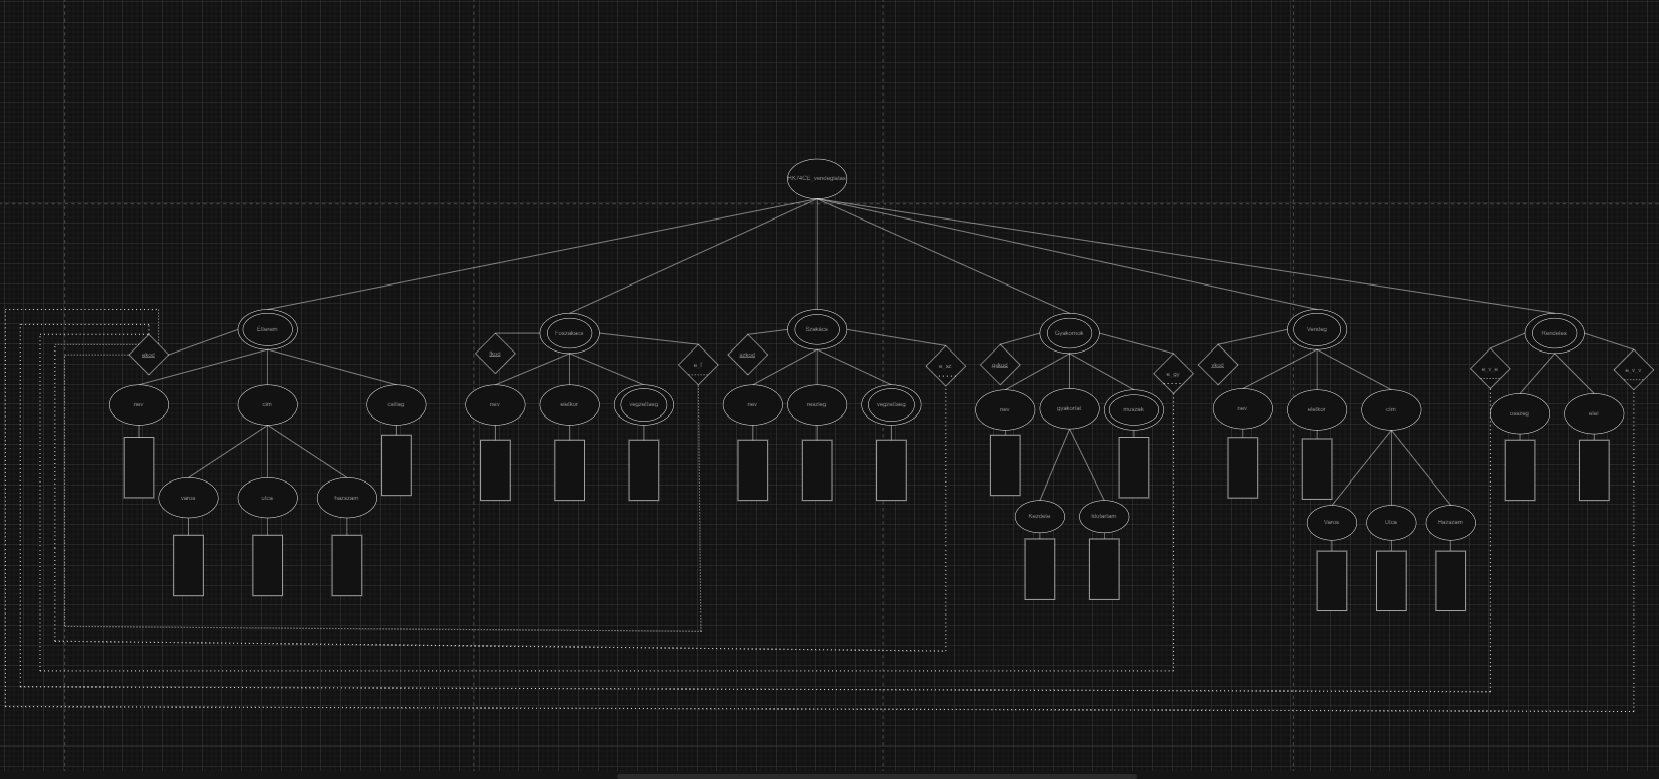 HK74CE_vendeglatas
Etterem
Foszakacs
Szakacs
Gyakornok
Vendeg
Rendeles
ekod
fkod
e_f
szkod
e_sz
gykod
e_gy
vkod
e_v_e
e_v_v
nev
cim
csillag
nev
eletkor
vegzettseg
nev
reszleg
vegzettseg
nev
gyakorlat
muszak
nev
eletkor
cim
osszeg
etel
varos
utca
hazszam
Kezdete
Idotartam
Varos
Utca
Hazszam